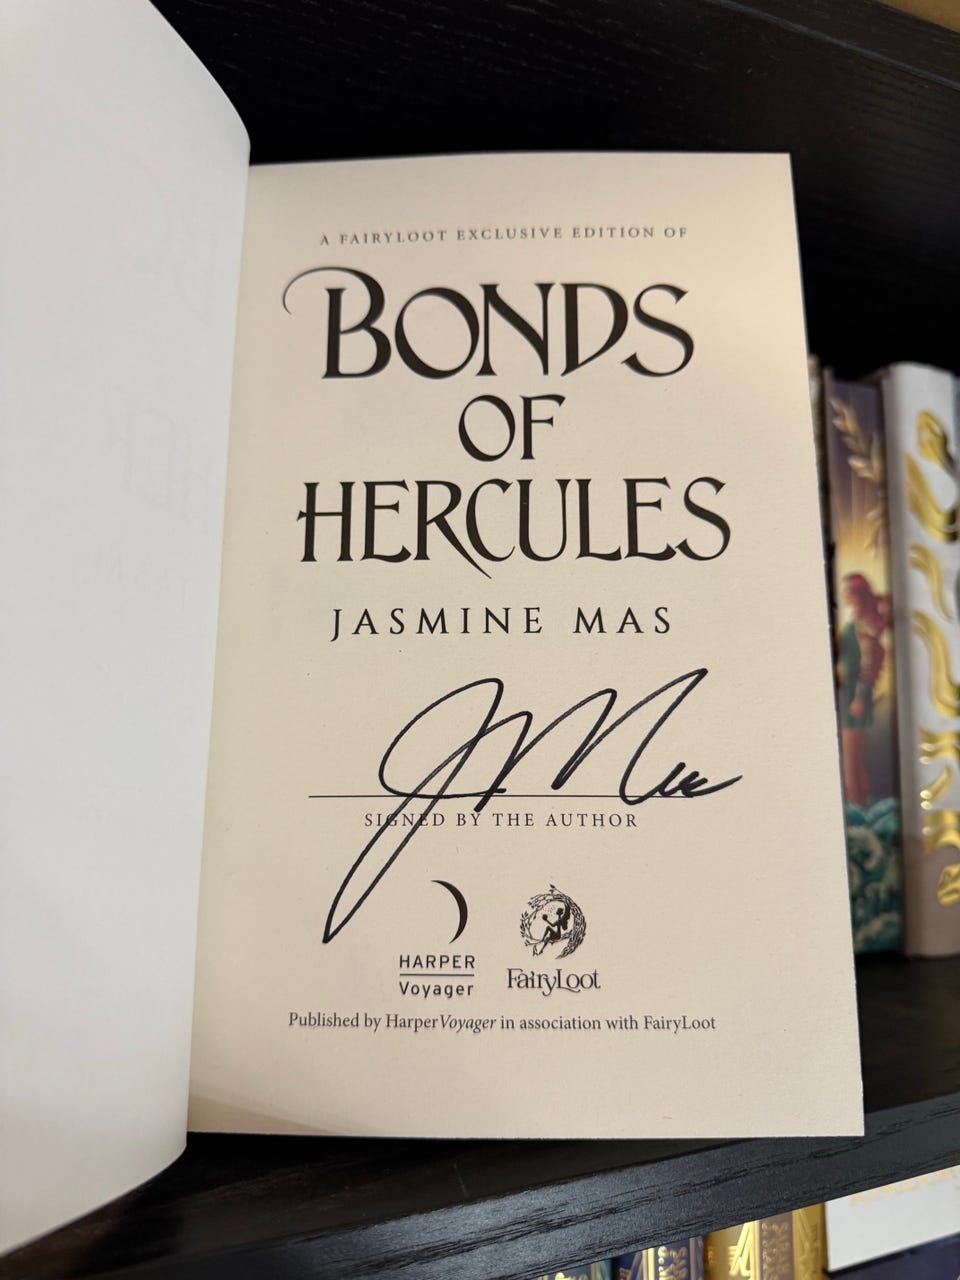 A FAIRYLOOT EXCLUSIVE EDITION OF
BONDS
OF
HERCULES
JASMINE MAS
SIGNED BY THE AUTHOR
HARPER
Voyager
FairyLoot
Published by HarperVoyager in association with FairyLoot